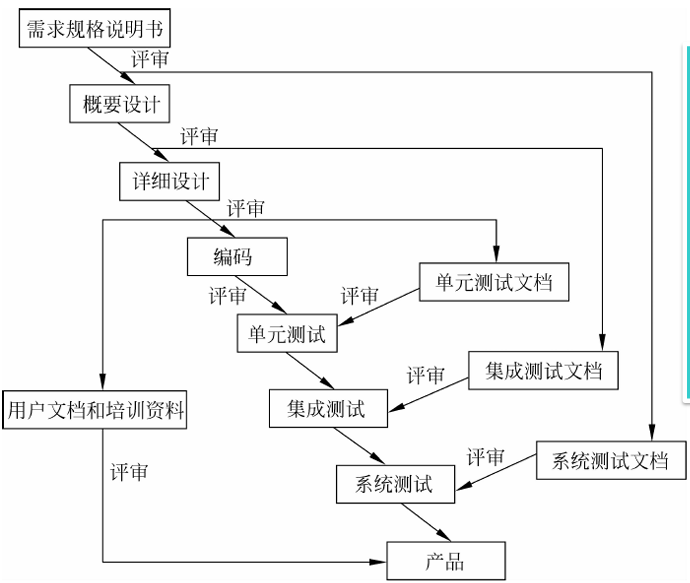 需求规格说明书
评审
概要设计
评审
详细设计
评审
编码
评审
评审
单元测试文档
单元测试
评审
集成测试文档
用户文档和培训资料
集成测试
评审
评审
系统测试文档
系统测试
产品